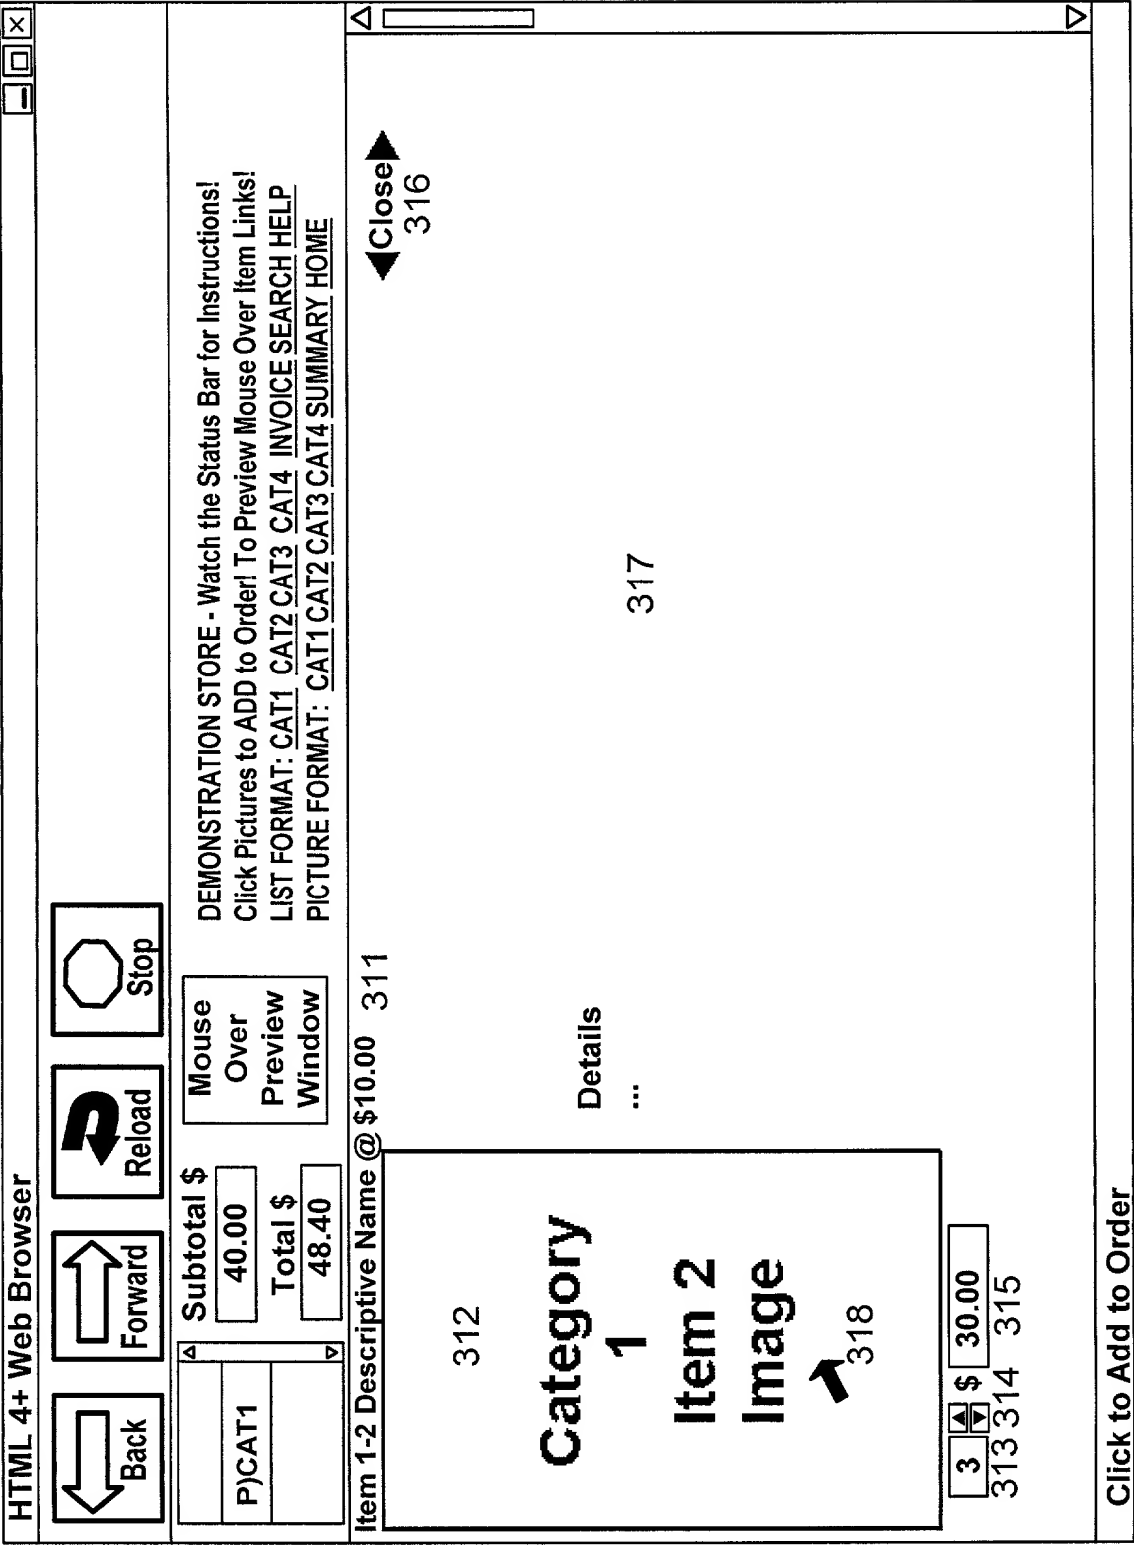 HTML 4+ Web Browser
Back
Forward
Reload
Stop
P)CAT1
Subtotal $
40.00
Total $
48.40
Mouse
Over
Preview
Window
DEMONSTRATION STORE - Watch the Status Bar for Instructions!
Click Pictures to ADD to Order! To Preview Mouse Over Item Links!
LIST FORMAT: CAT1 CAT2 CAT3 CAT4 INVOICE SEARCH HELP
PICTURE FORMAT: CAT1 CAT2 CAT3 CAT4 SUMMARY HOME
Item 1-2 Descriptive Name @ $10.00 311
Close
316
312
Category
1
Item 2
Image
318
Details
...
317
3 $ 30.00
313 314 315
Click to Add to Order